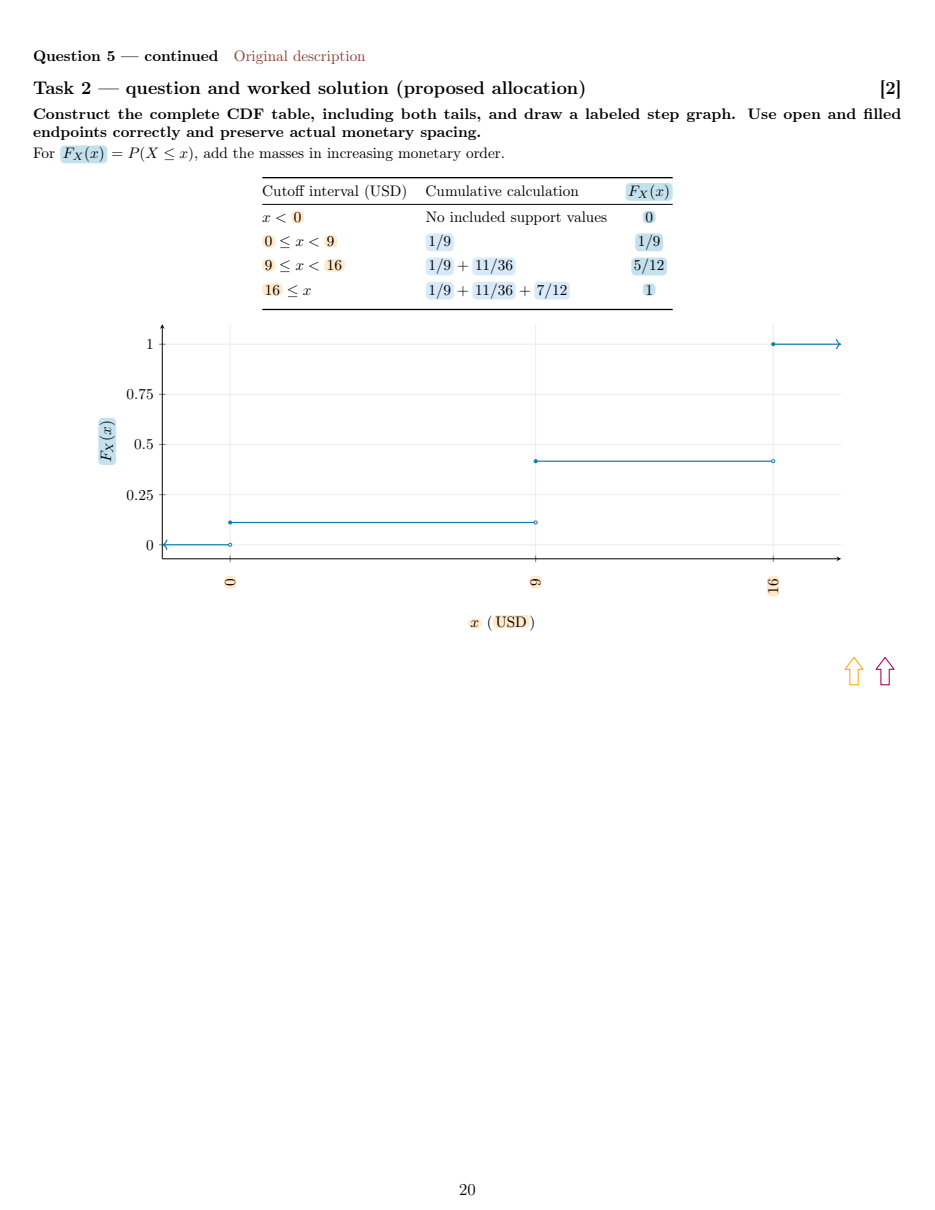 Question 5 — continued Original description
Task 2 — question and worked solution (proposed allocation) [2]
Construct the complete CDF table, including both tails, and draw a labeled step graph. Use open and filled
endpoints correctly and preserve actual monetary spacing.
For F_X(x) = P(X ≤ x), add the masses in increasing monetary order.
Cutoff interval (USD) Cumulative calculation F_X(x)
x < 0 No included support values 0
0 ≤ x < 9 1/9 1/9
9 ≤ x < 16 1/9 + 11/36 5/12
16 ≤ x 1/9 + 11/36 + 7/12 1
1
0.75
0.5
0.25
0
F_X(x)
0 9 16
x (USD)
20